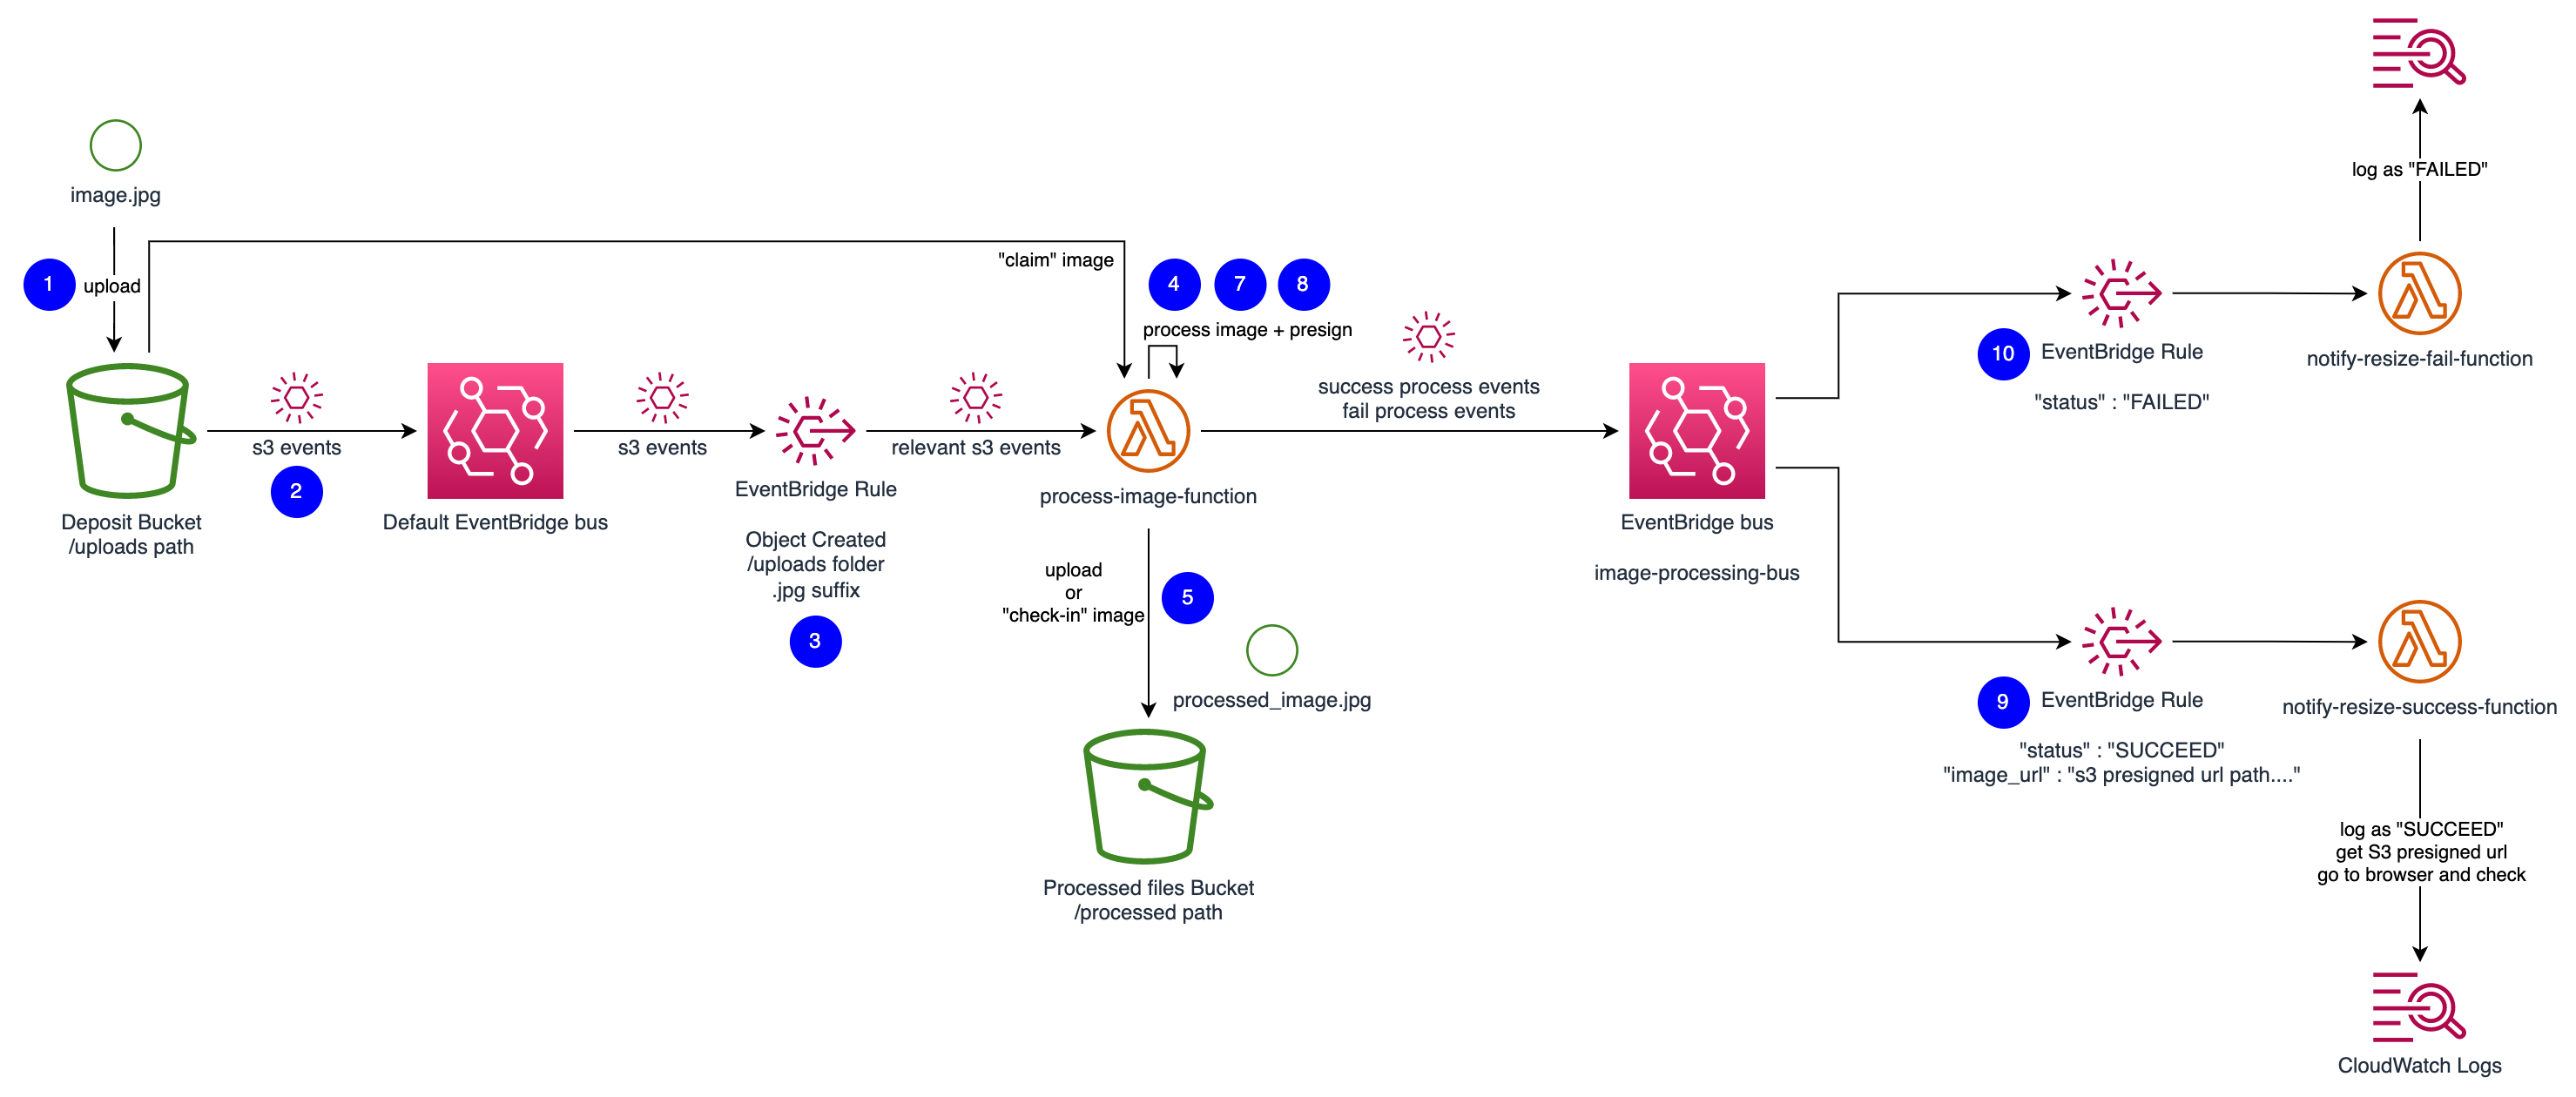 image.jpg
1
upload
"claim" image
4
7
8
process image + presign
success process events
fail process events
s3 events
2
Deposit Bucket
/uploads path
Default EventBridge bus
s3 events
EventBridge Rule
Object Created
/uploads folder
.jpg suffix
3
relevant s3 events
process-image-function
upload
or
"check-in" image
5
processed_image.jpg
Processed files Bucket
/processed path
EventBridge bus
image-processing-bus
10
EventBridge Rule
"status" : "FAILED"
log as "FAILED"
notify-resize-fail-function
9
EventBridge Rule
"status" : "SUCCEED"
"image_url" : "s3 presigned url path...."
notify-resize-success-function
log as "SUCCEED"
get S3 presigned url
go to browser and check
CloudWatch Logs